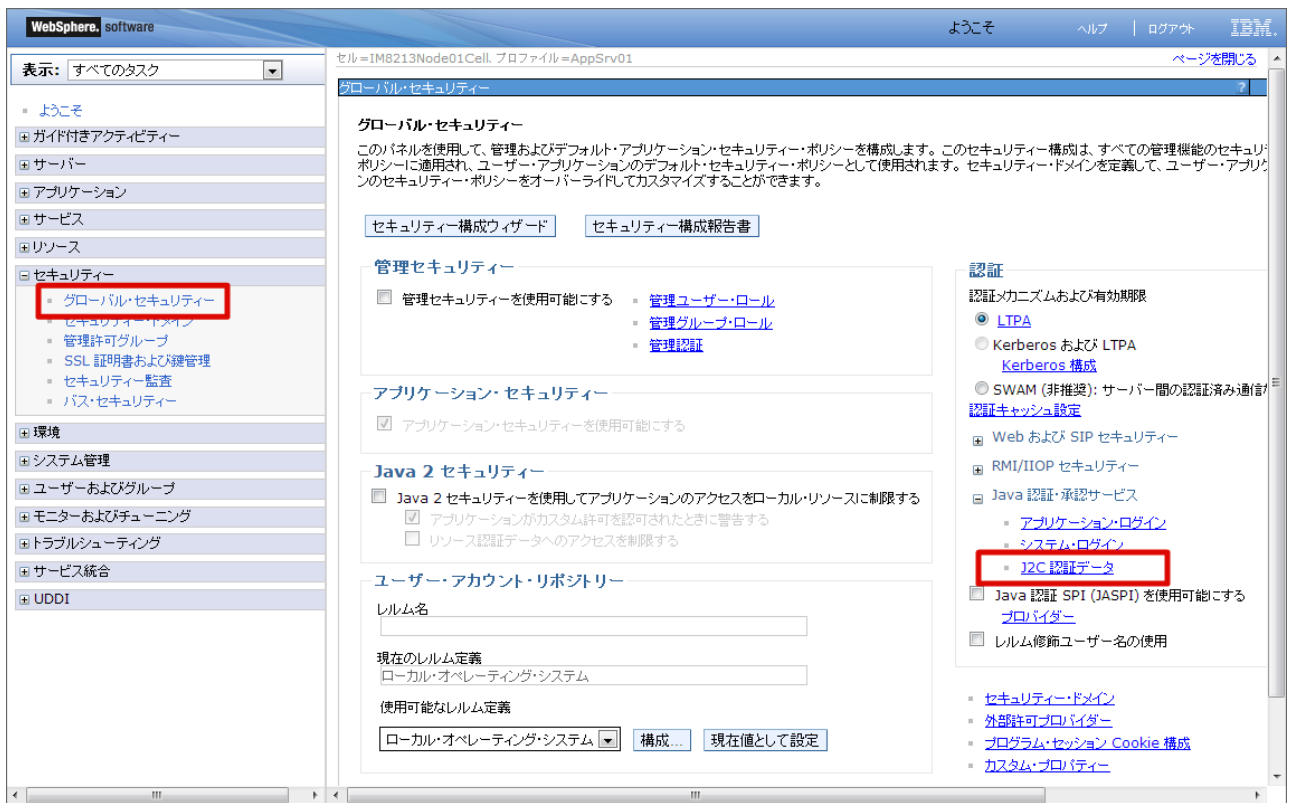 WebSphere. software
ようこそ
ヘルプ | ログアウト
IBM.
表示: すべてのタスク
ようこそ
ガイド付きアクティビティー
サーバー
アプリケーション
サービス
リソース
セキュリティー
グローバル・セキュリティー
セキュリティー・ドメイン
管理許可グループ
SSL 証明書および鍵管理
セキュリティー監査
バス・セキュリティー
環境
システム管理
ユーザーおよびグループ
モニターおよびチューニング
トラブルシューティング
サービス統合
UDDI
セル=IM8213Node01Cell, プロファイル=AppSrv01
ページを閉じる
グローバル・セキュリティー
?
グローバル・セキュリティー
このパネルを使用して、管理およびデフォルト・アプリケーション・セキュリティー・ポリシーを構成します。このセキュリティー構成は、すべての管理機能のセキュリ
ポリシーに適用され、ユーザー・アプリケーションのデフォルト・セキュリティー・ポリシーとして使用されます。セキュリティー・ドメインを定義して、ユーザー・アプリケ
ンのセキュリティー・ポリシーをオーバーライドしてカスタマイズすることができます。
セキュリティー構成ウィザード
セキュリティー構成報告書
管理セキュリティー
管理セキュリティーを使用可能にする
管理ユーザー・ロール
管理グループ・ロール
管理認証
アプリケーション・セキュリティー
アプリケーション・セキュリティーを使用可能にする
Java 2 セキュリティー
Java 2 セキュリティーを使用してアプリケーションのアクセスをローカル・リソースに制限する
アプリケーションがカスタム許可を認可されたときに警告する
リソース認証データへのアクセスを制限する
ユーザー・アカウント・リポジトリー
レルム名
現在のレルム定義
ローカル・オペレーティング・システム
使用可能なレルム定義
ローカル・オペレーティング・システム
構成...
現在値として設定
認証
認証メカニズムおよび有効期限
LTPA
Kerberos および LTPA
Kerberos 構成
SWAM (非推奨): サーバー間の認証済み通信
認証キャッシュ設定
Web および SIP セキュリティー
RMI/IIOP セキュリティー
Java 認証・承認サービス
アプリケーション・ログイン
システム・ログイン
J2C 認証データ
Java 認証 SPI (JASPI) を使用可能にする
プロバイダー
レルム修飾ユーザー名の使用
セキュリティー・ドメイン
外部許可プロバイダー
プログラム・セッション Cookie 構成
カスタム・プロパティー